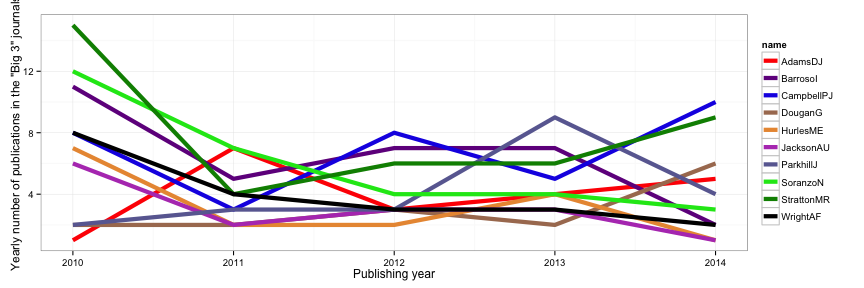 Yearly number of publications in the "Big 3" journals
12
8
4
2010 2011 2012 2013 2014
Publishing year
name
AdamsDJ
BarrosoI
CampbellPJ
DouganG
HurlesME
JacksonAU
ParkhillJ
SoranzoN
StrattonMR
WrightAF